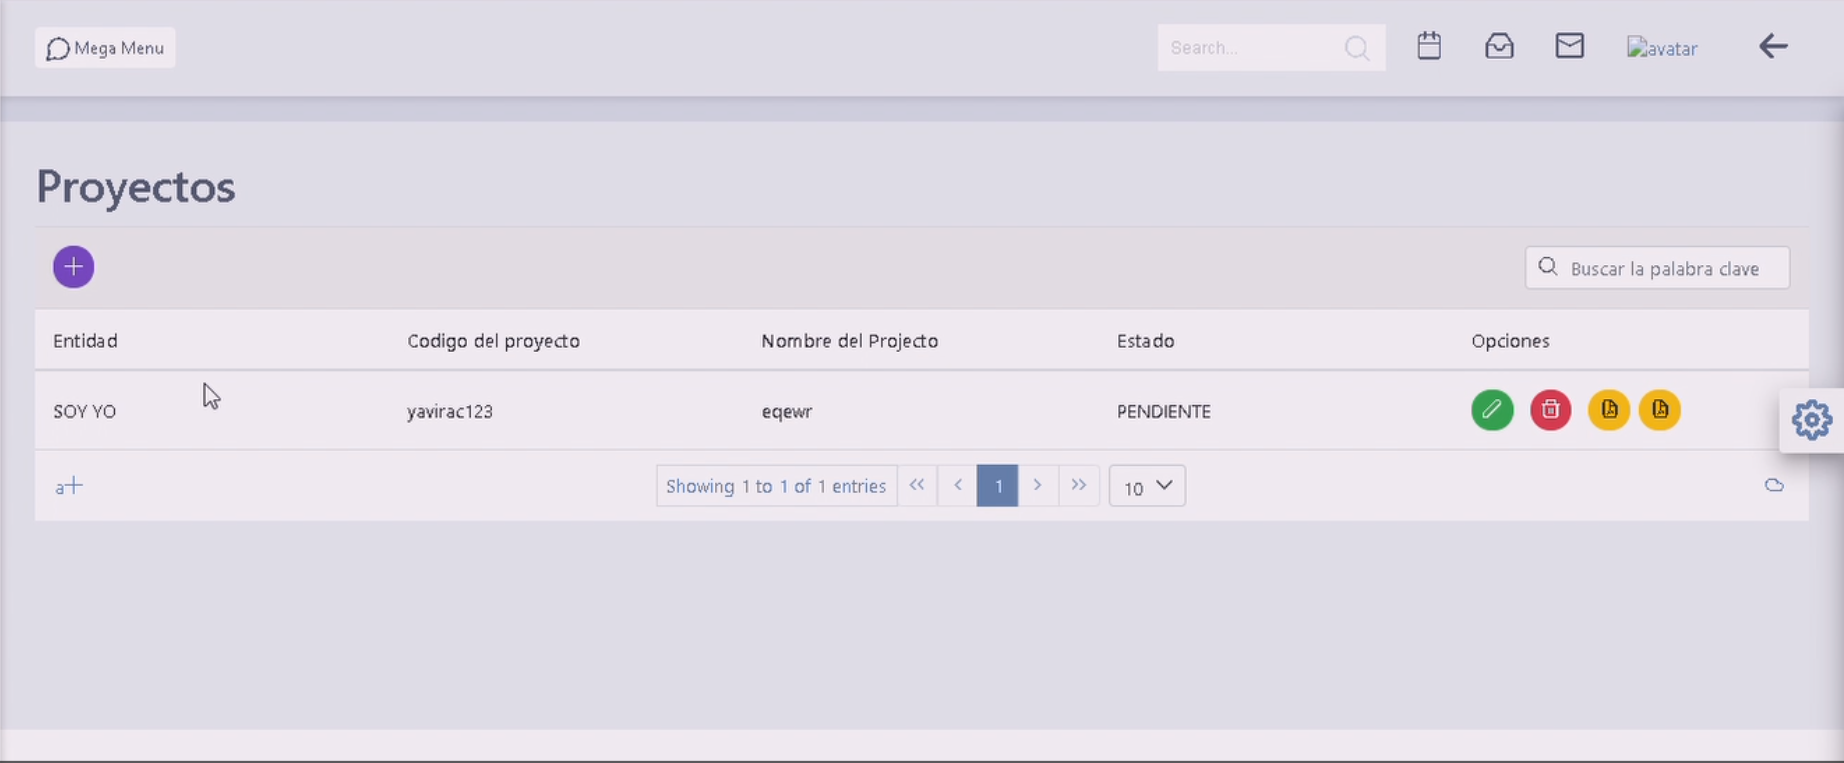 Mega Menu
Search...
avatar
Proyectos
Buscar la palabra clave
Entidad Codigo del proyecto Nombre del Projecto Estado Opciones
SOY YO yavirac123 eqewr PENDIENTE
a
Showing 1 to 1 of 1 entries << < 1 > >> 10